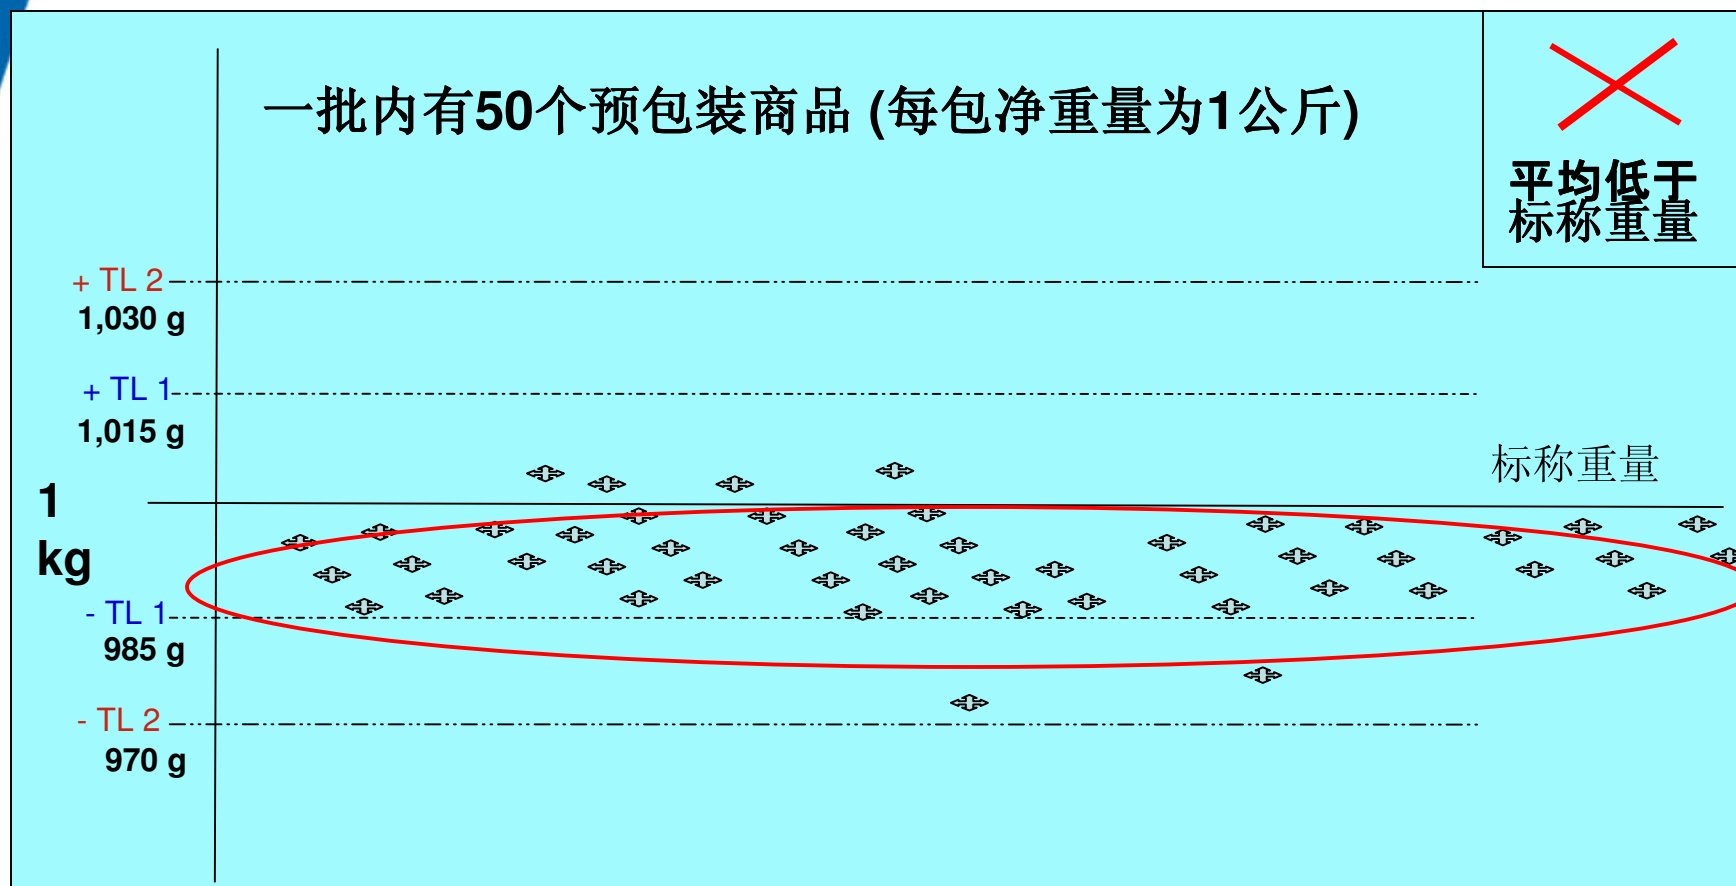 一批内有50个预包装商品 (每包净重量为1公斤)
平均低于
标称重量
+ TL 2
1,030 g
+ TL 1
1,015 g
标称重量
1
kg
- TL 1
985 g
- TL 2
970 g